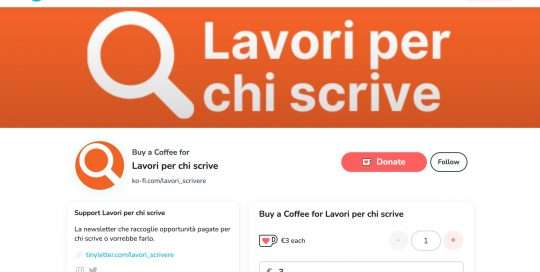 Lavori per
chi scrive
Buy a Coffee for
Lavori per chi scrive
ko-fi.com/lavori_scrivere
Donate
Follow
Support Lavori per chi scrive
La newsletter che raccoglie opportunità pagate per
chi scrive o vorrebbe farlo.
tinyletter.com/lavori_scrivere
Buy a Coffee for Lavori per chi scrive
€3 each
- 1 +
€ 3